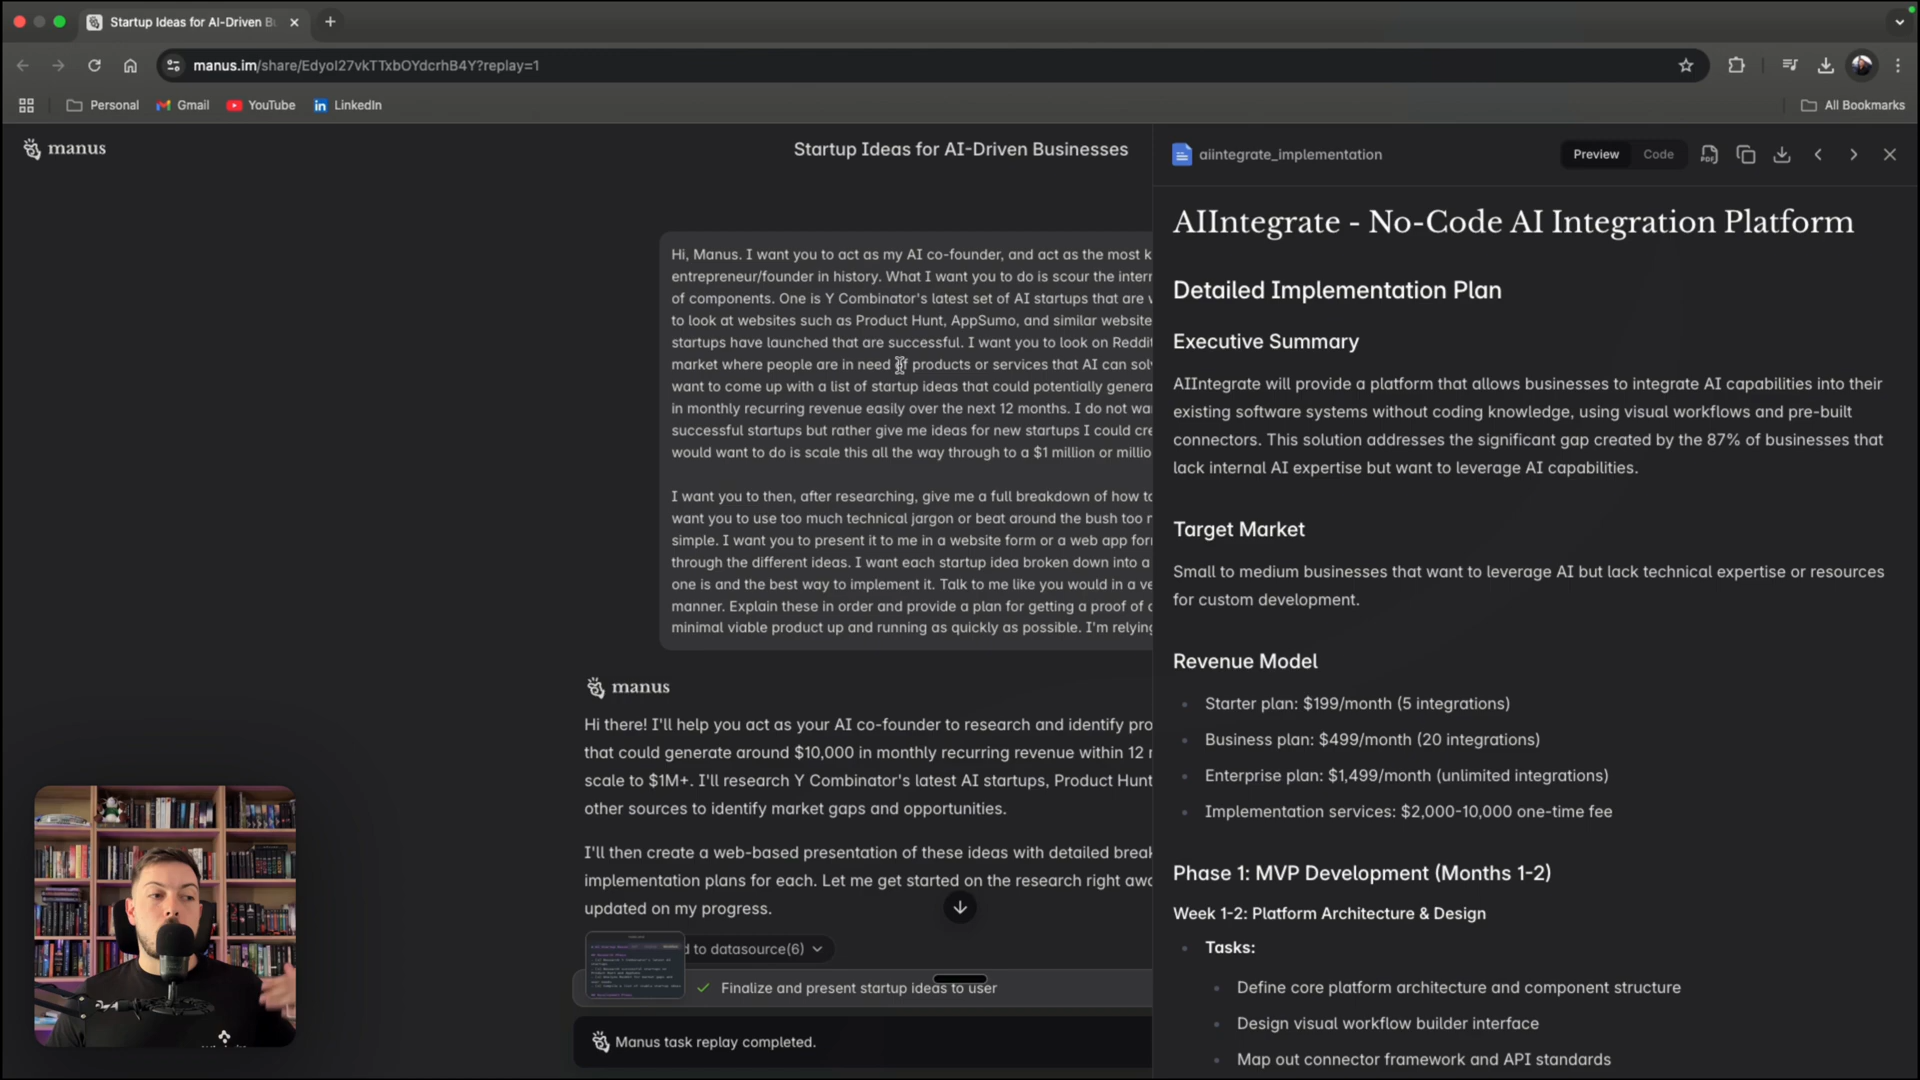 Startup Ideas for AI-Driven B
manus.im/share/EdyoI27vkTTxbOYdcrhB4Y?replay=1
Personal
Gmail
YouTube
LinkedIn
All Bookmarks
manus
Startup Ideas for AI-Driven Businesses
Hi, Manus. I want you to act as my AI co-founder, and act as the most k
entrepreneur/founder in history. What I want you to do is scour the inter
of components. One is Y Combinator's latest set of AI startups that are
to look at websites such as Product Hunt, AppSumo, and similar website
startups have launched that are successful. I want you to look on Reddit
market where people are in need of products or services that AI can sol
want to come up with a list of startup ideas that could potentially genera
in monthly recurring revenue easily over the next 12 months. I do not wa
successful startups but rather give me ideas for new startups I could cre
would want to do is scale this all the way through to a $1 million or millio
I want you to then, after researching, give me a full breakdown of how to
want you to use too much technical jargon or beat around the bush too
simple. I want you to present it to me in a website form or a web app for
through the different ideas. I want each startup idea broken down into a
one is and the best way to implement it. Talk to me like you would in a ve
manner. Explain these in order and provide a plan for getting a proof of
minimal viable product up and running as quickly as possible. I'm relying
manus
Hi there! I'll help you act as your AI co-founder to research and identify pro
that could generate around $10,000 in monthly recurring revenue within 12
scale to $1M+. I'll research Y Combinator's latest AI startups, Product Hunt
other sources to identify market gaps and opportunities.
I'll then create a web-based presentation of these ideas with detailed break
implementation plans for each. Let me get started on the research right awa
updated on my progress.
d to datasource(6)
Finalize and present startup ideas to user
Manus task replay completed.
aiintegrate_implementation
Preview
Code
PDF
AIIntegrate - No-Code AI Integration Platform
Detailed Implementation Plan
Executive Summary
AIIntegrate will provide a platform that allows businesses to integrate AI capabilities into their
existing software systems without coding knowledge, using visual workflows and pre-built
connectors. This solution addresses the significant gap created by the 87% of businesses that
lack internal AI expertise but want to leverage AI capabilities.
Target Market
Small to medium businesses that want to leverage AI but lack technical expertise or resources
for custom development.
Revenue Model
Starter plan: $199/month (5 integrations)
Business plan: $499/month (20 integrations)
Enterprise plan: $1,499/month (unlimited integrations)
Implementation services: $2,000-10,000 one-time fee
Phase 1: MVP Development (Months 1-2)
Week 1-2: Platform Architecture & Design
Tasks:
Define core platform architecture and component structure
Design visual workflow builder interface
Map out connector framework and API standards